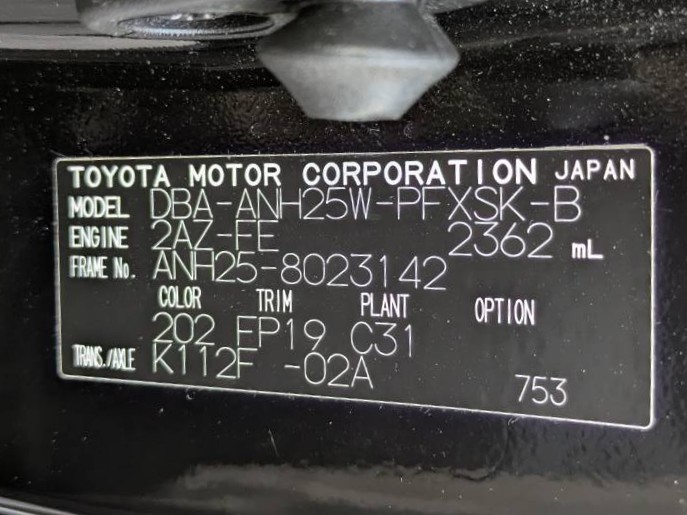 TOYOTA MOTOR CORPORATION JAPAN
MODEL DBA-ANH25W-PFXSK-B
ENGINE 2AZ-FE 2362 mL
FRAME No. ANH25-8023142
COLOR TRIM PLANT OPTION
202 FP19 C31
TRANS./AXLE K112F -02A
753